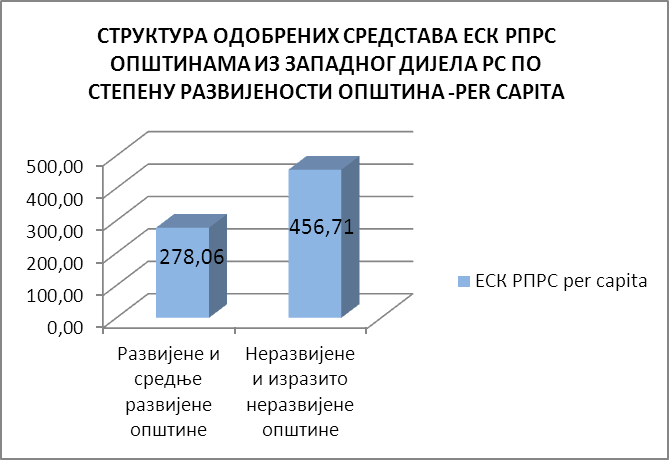 СТРУКТУРА ОДОБРЕНИХ СРЕДСТАВА ЕСК РПРС
ОПШТИНАМА ИЗ ЗАПАДНОГ ДИЈЕЛА РС ПО
СТЕПЕНУ РАЗВИЈЕНОСТИ ОПШТИНА -PER CAPITA
500,00
400,00
300,00
200,00
100,00
0,00
278,06
456,71
Развијене и
средње
развијене
општине
Неразвијене
и изразито
неразвијене
општине
ЕСК РПРС per capita